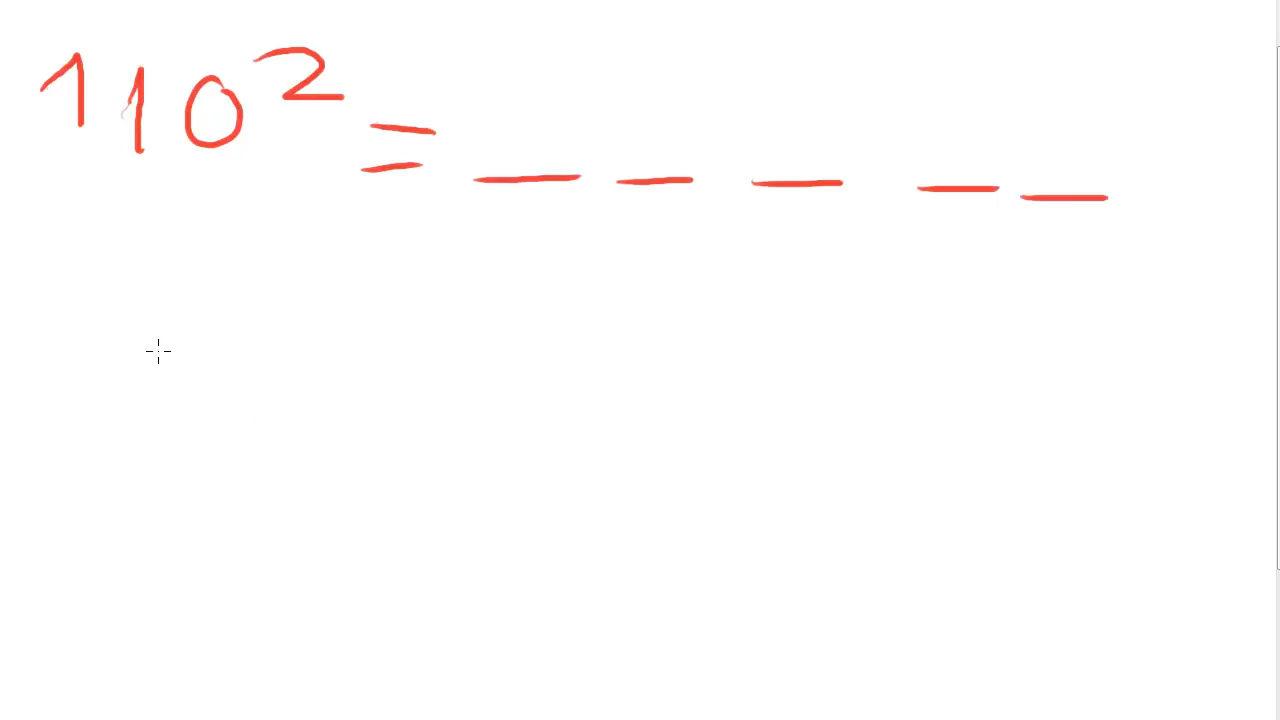 110² = _ _ _ _ _